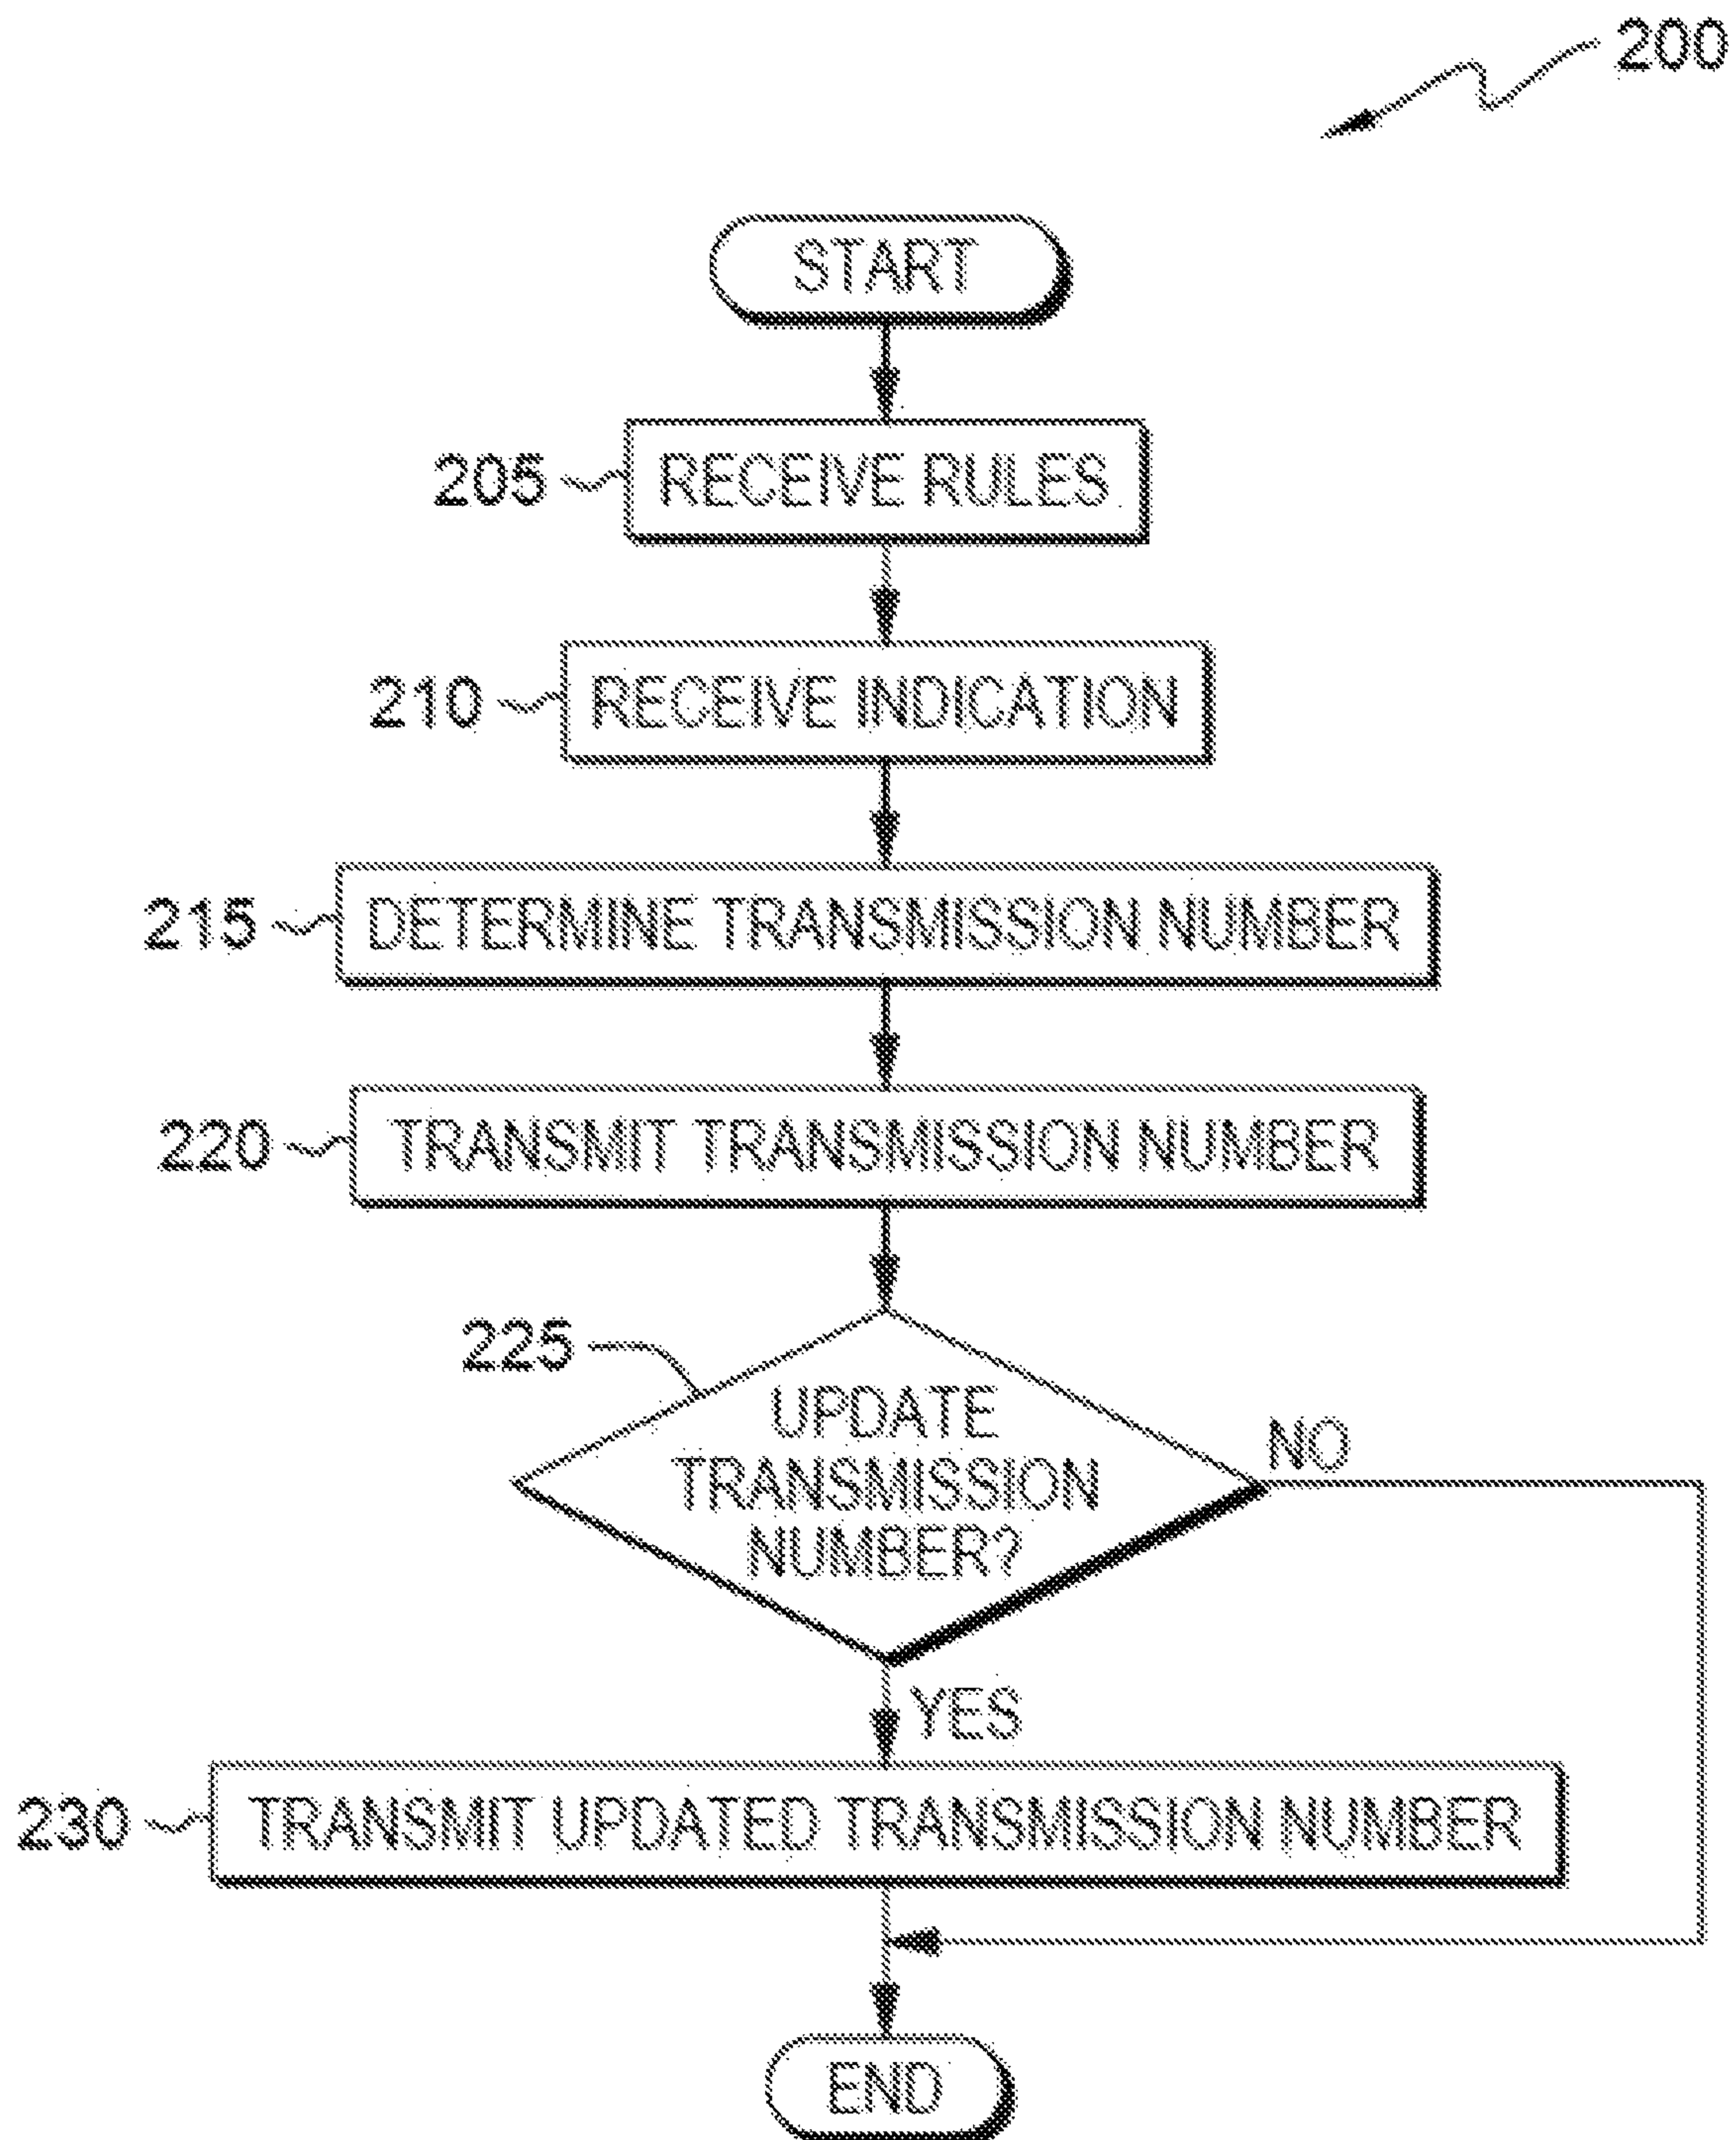 200
START
205
RECEIVE RULES
210
RECEIVE INDICATION
215
DETERMINE TRANSMISSION NUMBER
220
TRANSMIT TRANSMISSION NUMBER
225
UPDATE
TRANSMISSION
NUMBER?
NO
YES
230
TRANSMIT UPDATED TRANSMISSION NUMBER
END